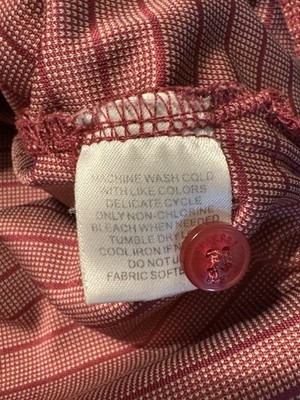 MACHINE WASH COLD
WITH LIKE COLORS
DELICATE CYCLE
ONLY NON-CHLORINE
BLEACH WHEN NEEDED
TUMBLE DRY
COOL IRON IF N
DO NOT U
FABRIC SOFTE